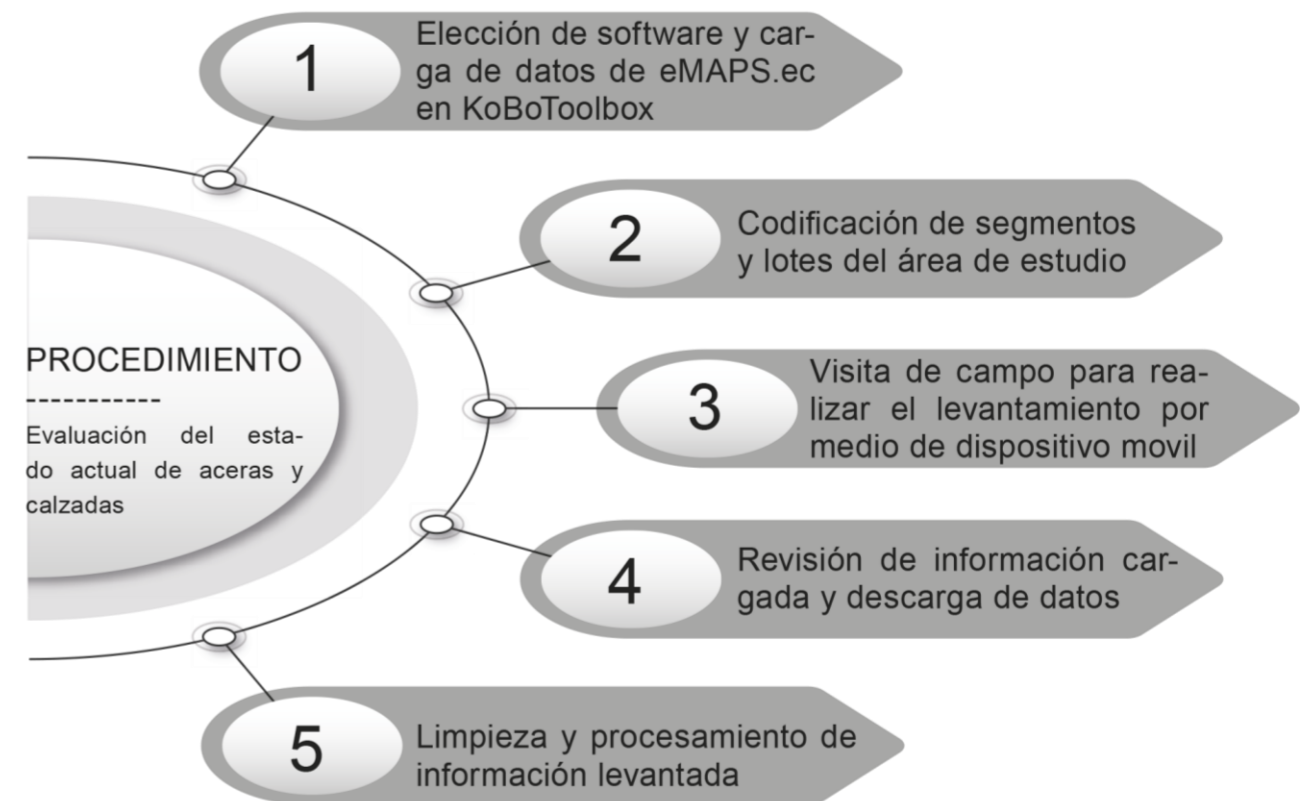 1
Elección de software y car-
ga de datos de eMAPS.ec
en KoBoToolbox
2
Codificación de segmentos
y lotes del área de estudio
PROCEDIMIENTO
-----------
Evaluación del esta-
do actual de aceras y
calzadas
3
Visita de campo para rea-
lizar el levantamiento por
medio de dispositivo movil
4
Revisión de información car-
gada y descarga de datos
5
Limpieza y procesamiento de
información levantada